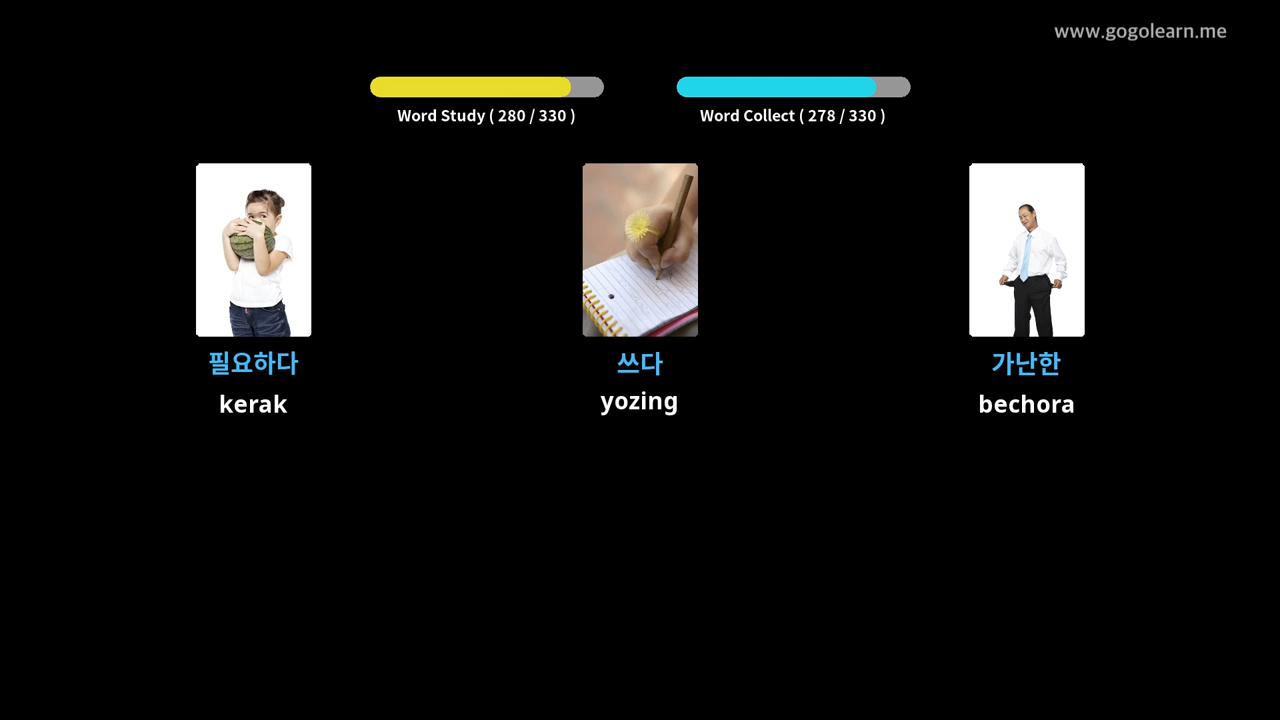 www.gogolearn.me
Word Study ( 280 / 330 )
Word Collect ( 278 / 330 )
필요하다
쓰다
가난한
kerak
yozing
bechora